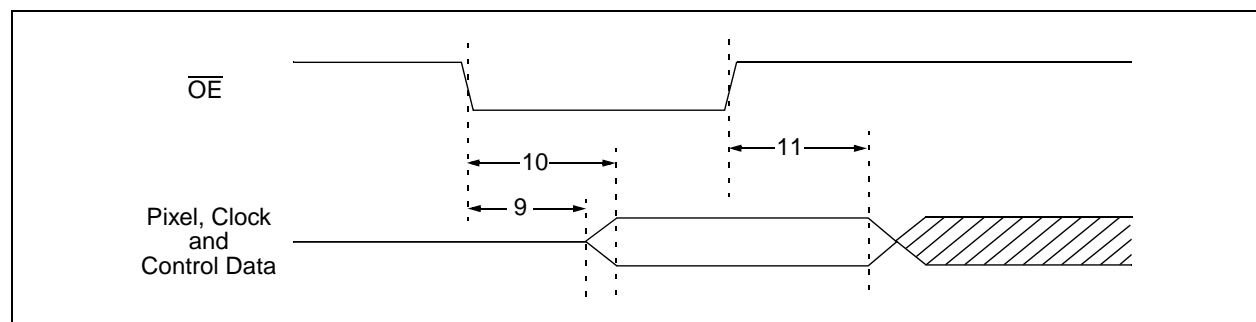 OE
10
11
9
Pixel, Clock
and
Control Data